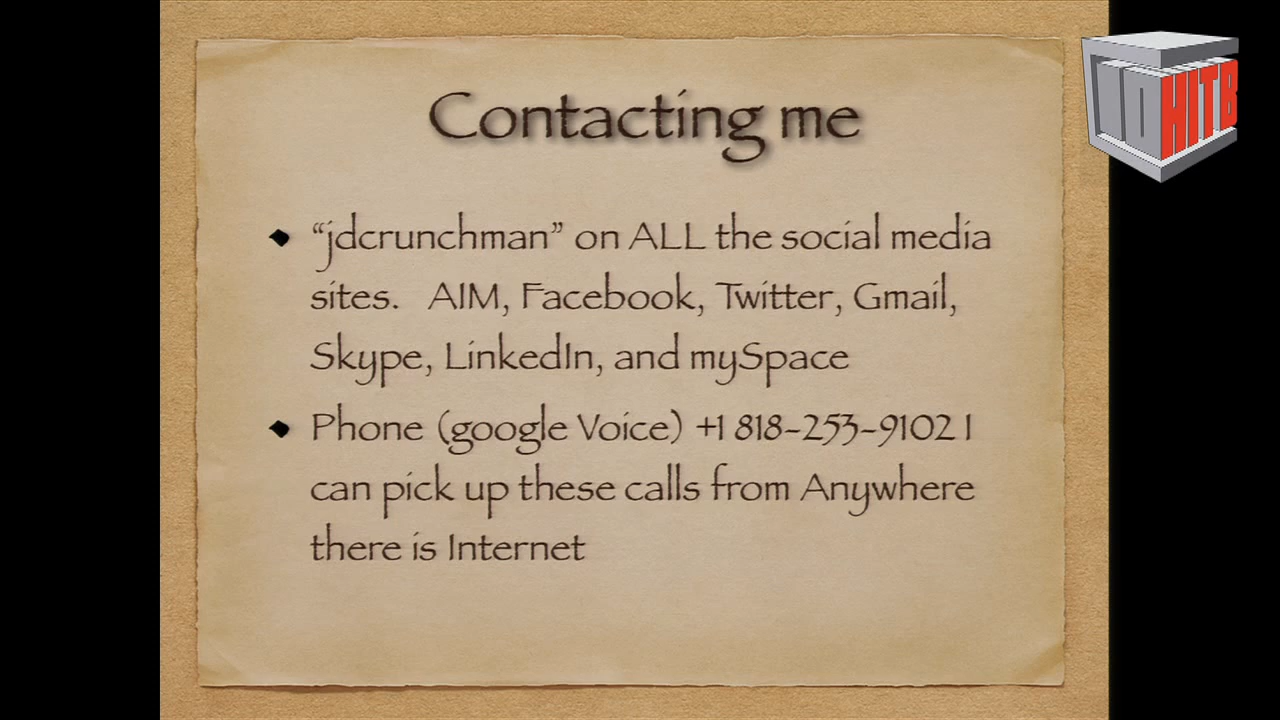 Contacting me
“jdcrunchman” on ALL the social media
sites. AIM, Facebook, Twitter, Gmail,
Skype, LinkedIn, and mySpace
Phone (google Voice) +1 818-253-9102 I
can pick up these calls from Anywhere
there is Internet
10 HITB